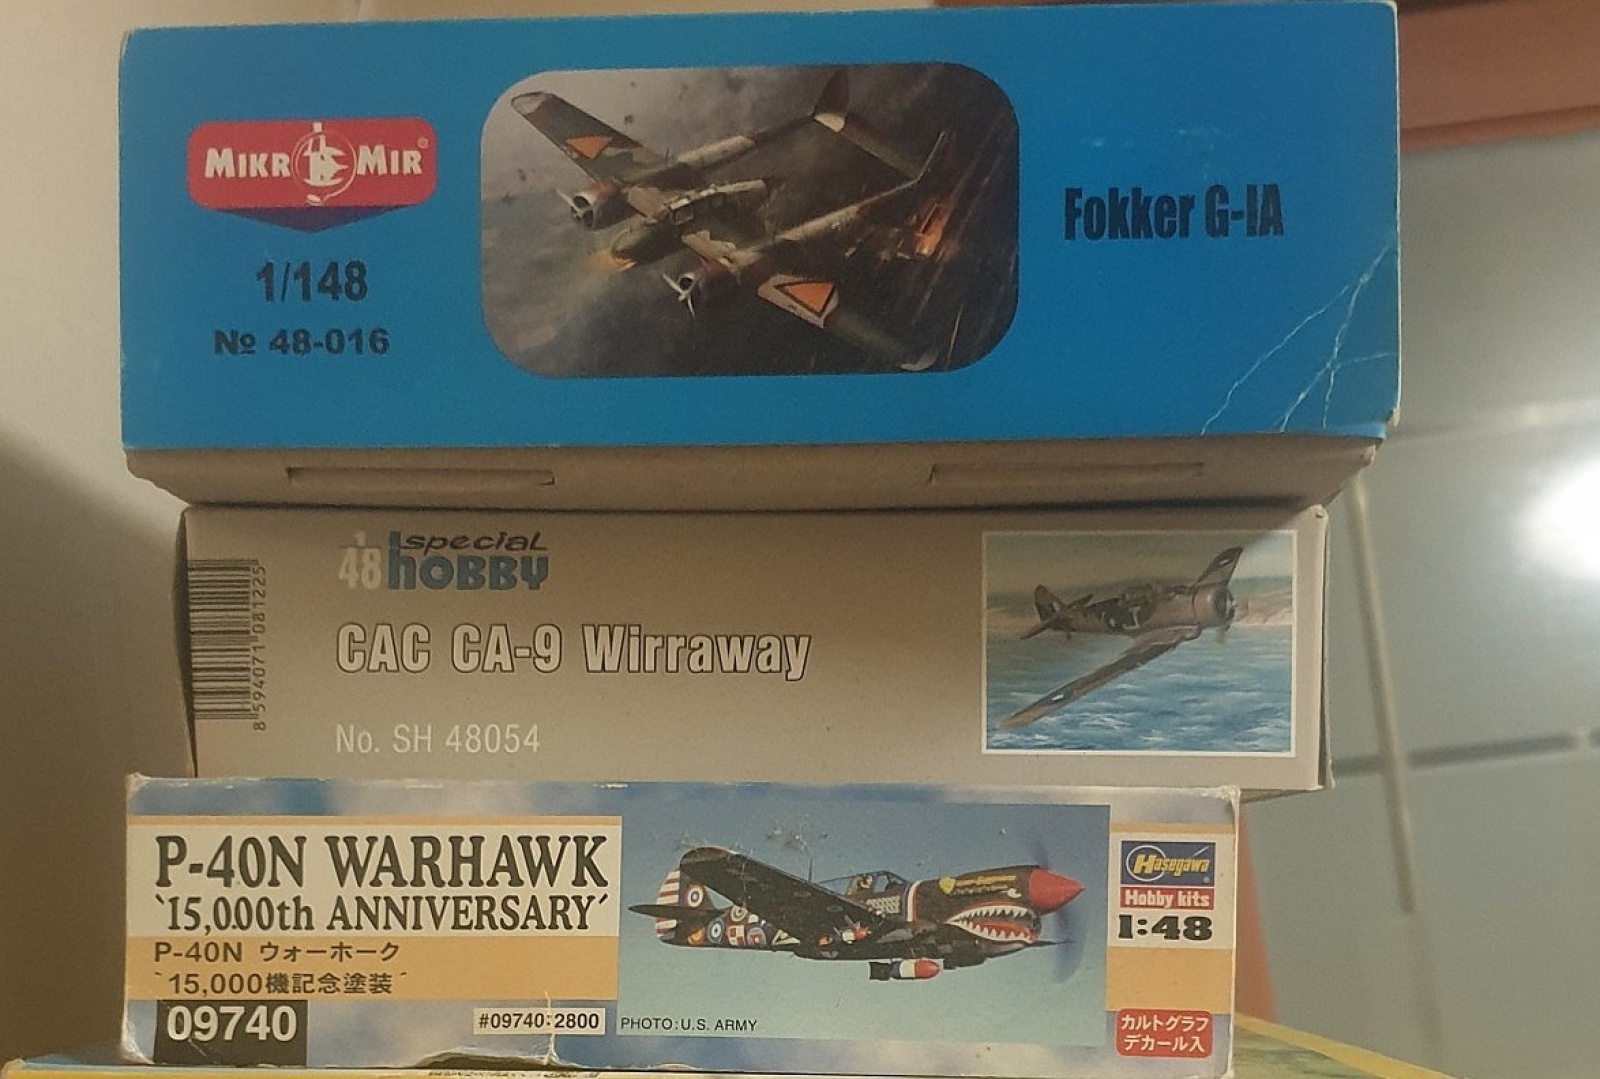 MIKR MIR
1/148
№ 48-016
Fokker G-IA
1
48
special
HOBBY
CAC CA-9 Wirraway
No. SH 48054
8 594071 081225
P-40N WARHAWK
`15,000th ANNIVERSARY´
P-40N ウォーホーク
`15,000機記念塗装´
09740
#09740:2800
PHOTO: U.S. ARMY
Hasegawa
Hobby kits
1:48
カルトグラフ
デカール入